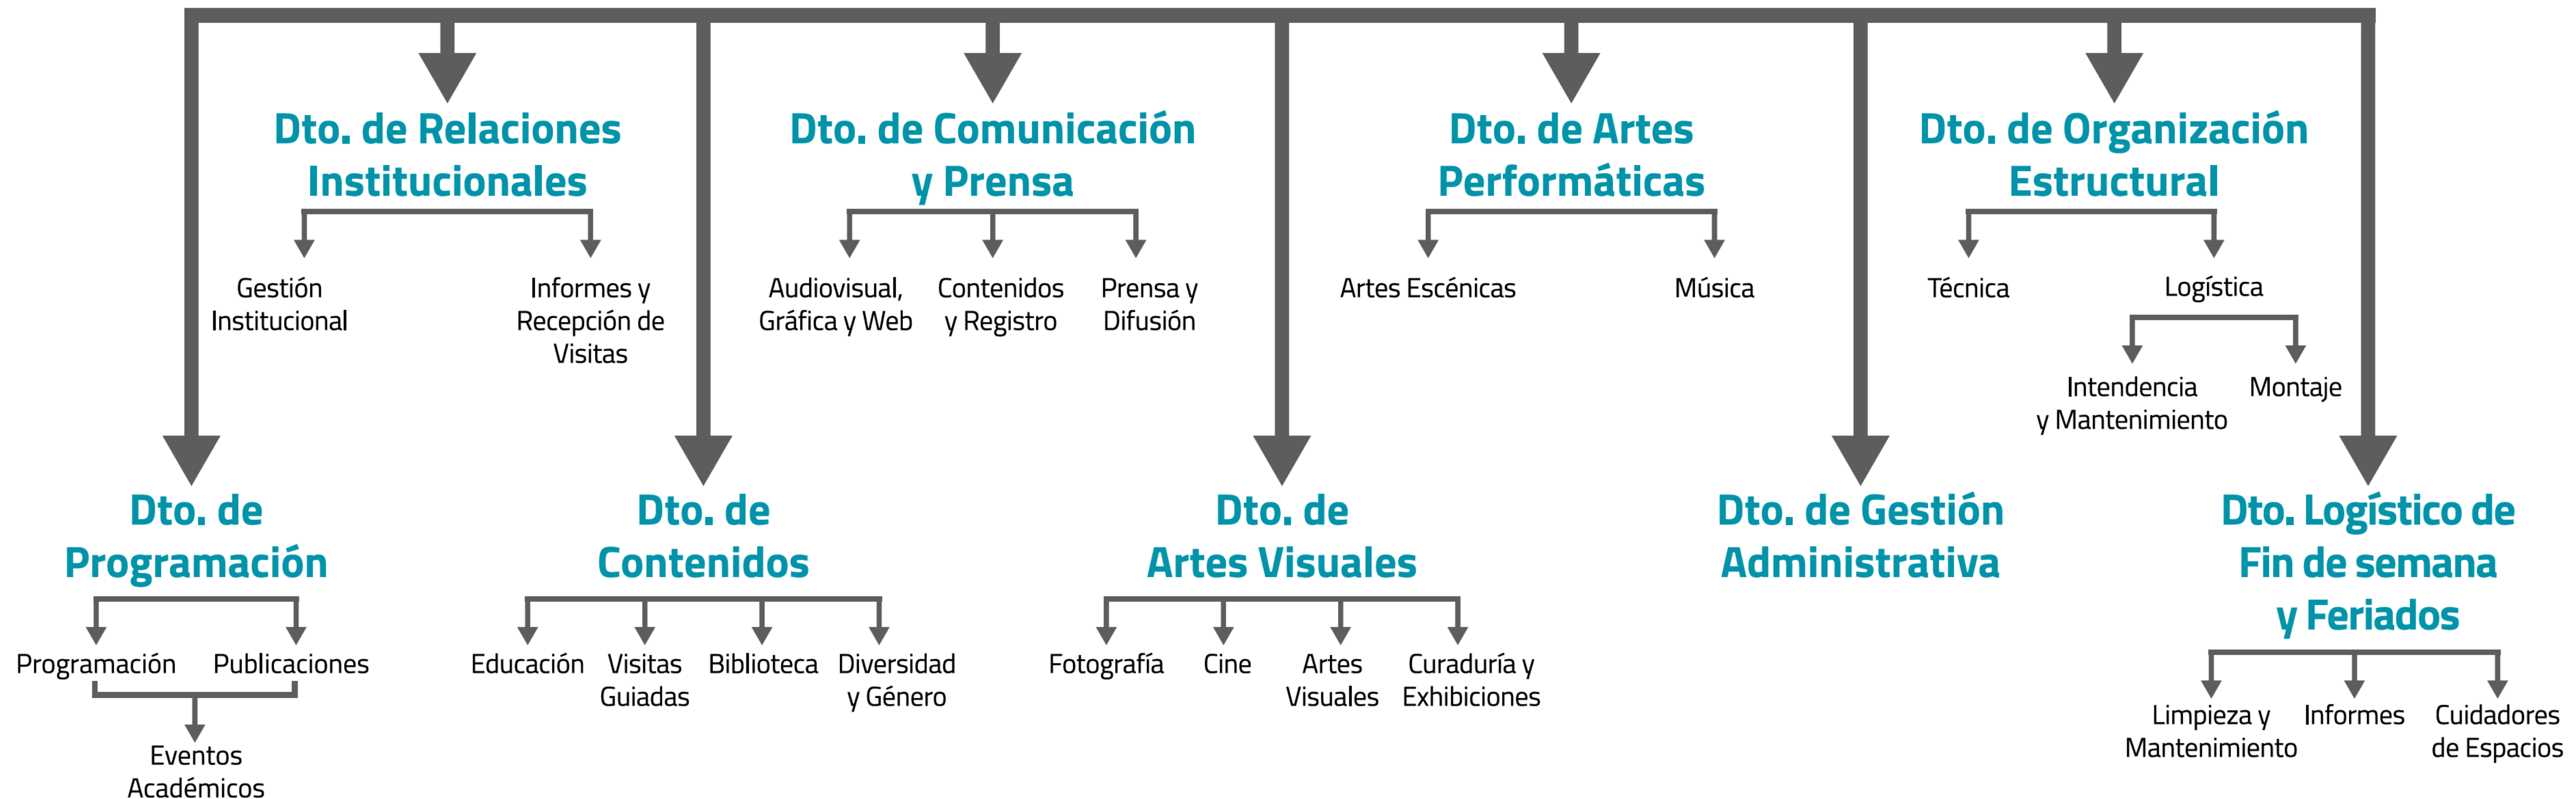 Dto. de Relaciones
Institucionales
Gestión
Institucional
Informes y
Recepción de
Visitas
Dto. de Comunicación
y Prensa
Audiovisual,
Gráfica y Web
Contenidos
y Registro
Prensa y
Difusión
Dto. de Artes
Performáticas
Artes Escénicas
Música
Dto. de Organización
Estructural
Técnica
Logística
Intendencia
y Mantenimiento
Montaje
Dto. de
Programación
Programación
Publicaciones
Eventos
Académicos
Dto. de
Contenidos
Educación
Visitas
Guiadas
Biblioteca
Diversidad
y Género
Dto. de
Artes Visuales
Fotografía
Cine
Artes
Visuales
Curaduría y
Exhibiciones
Dto. de Gestión
Administrativa
Dto. Logístico de
Fin de semana
y Feriados
Limpieza y
Mantenimiento
Informes
Cuidadores
de Espacios